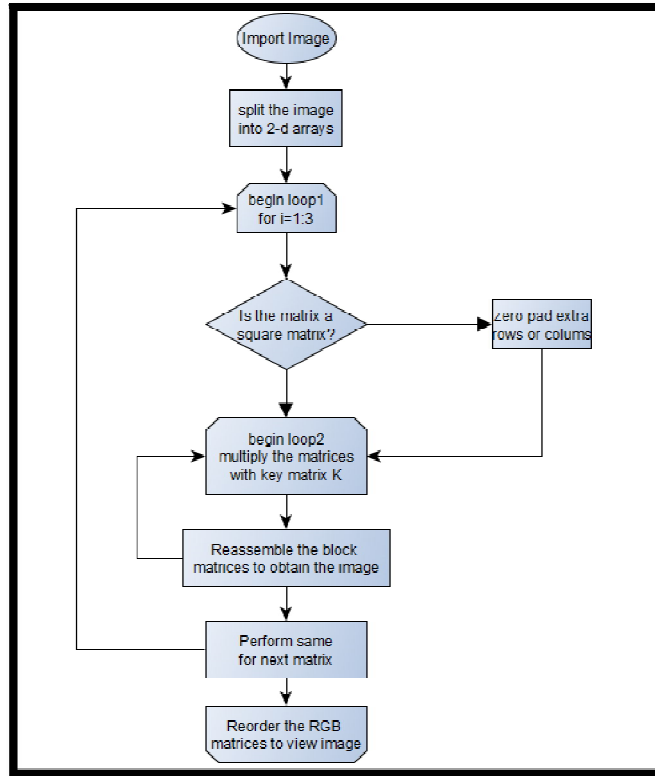 Import Image
split the image
into 2-d arrays
begin loop1
for i=1:3
Is the matrix a
square matrix?
zero pad extra
rows or colums
begin loop2
multiply the matrices
with key matrix K
Reassemble the block
matrices to obtain the image
Perform same
for next matrix
Reorder the RGB
matrices to view image